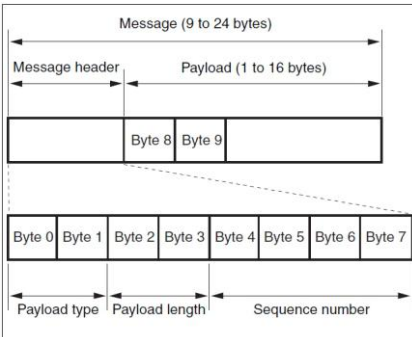 Message (9 to 24 bytes)
Message header Payload (1 to 16 bytes)
Byte 8 Byte 9
Byte 0 Byte 1 Byte 2 Byte 3 Byte 4 Byte 5 Byte 6 Byte 7
Payload type Payload length Sequence number